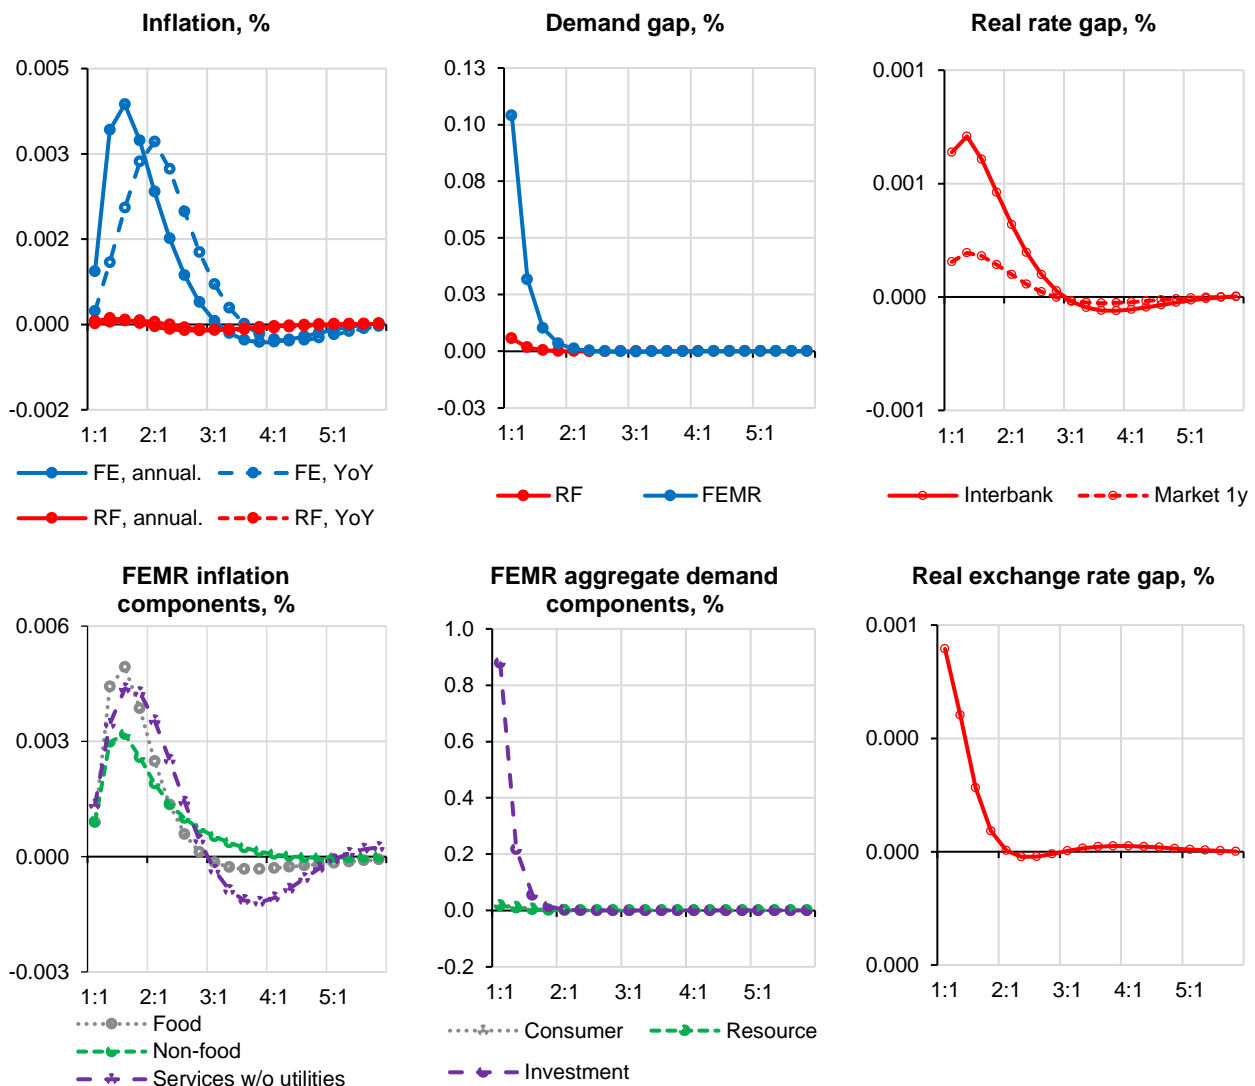 Inflation, %
0.005
0.003
0.002
0.000
-0.002
1:1 2:1 3:1 4:1 5:1
FE, annual. FE, YoY
RF, annual. RF, YoY
Demand gap, %
0.13
0.10
0.08
0.05
0.03
0.00
-0.03
1:1 2:1 3:1 4:1 5:1
RF FEMR
Real rate gap, %
0.001
0.001
0.000
-0.001
1:1 2:1 3:1 4:1 5:1
Interbank Market 1y
FEMR inflation
components, %
0.006
0.003
0.000
-0.003
1:1 2:1 3:1 4:1 5:1
Food
Non-food
Services w/o utilities
FEMR aggregate demand
components, %
1.0
0.8
0.6
0.4
0.2
0.0
-0.2
1:1 2:1 3:1 4:1 5:1
Consumer Resource
Investment
Real exchange rate gap, %
0.001
0.000
0.000
0.000
1:1 2:1 3:1 4:1 5:1